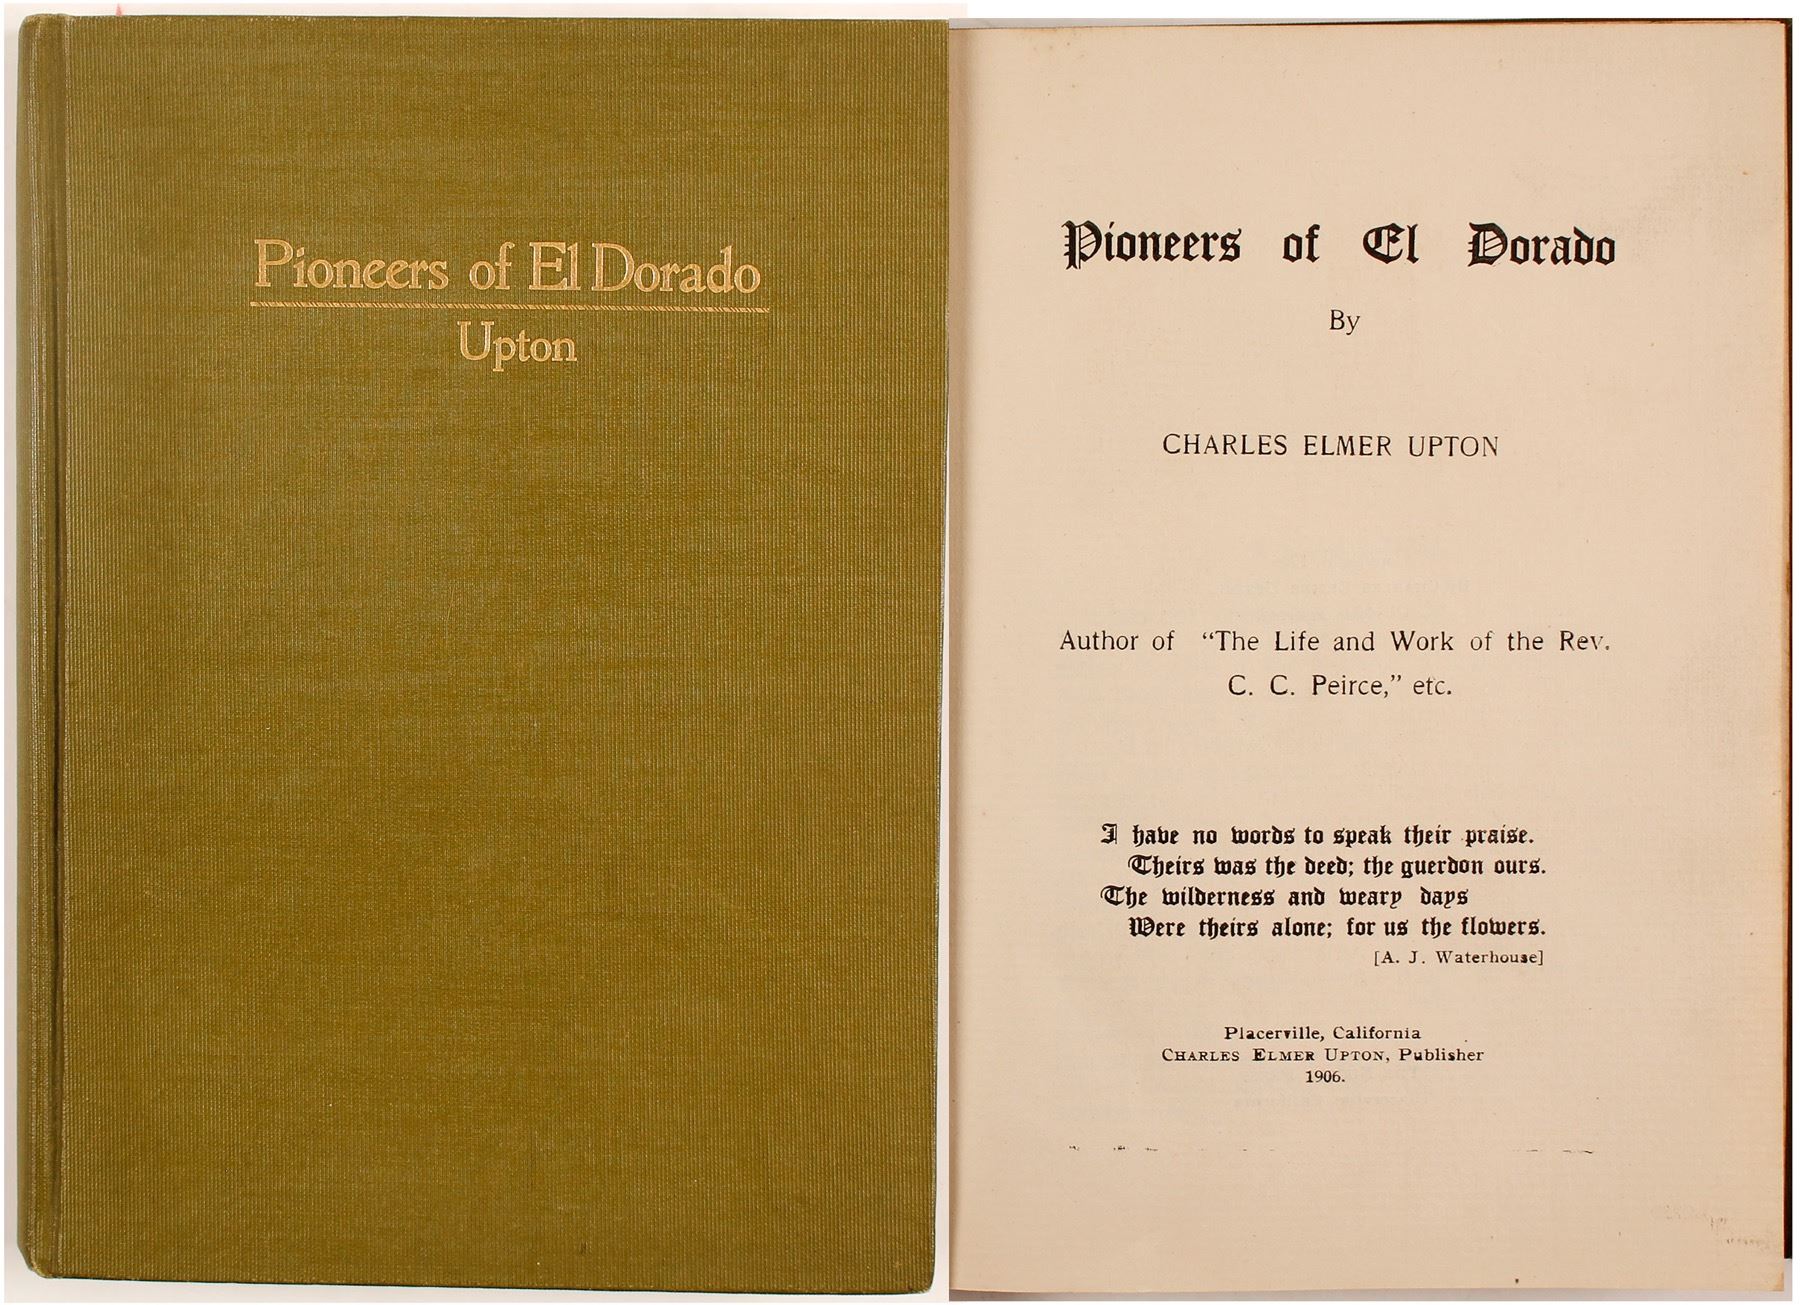 Pioneers of El Dorado
Upton
Pioneers of El Dorado
By
CHARLES ELMER UPTON
Author of "The Life and Work of the Rev.
C. C. Peirce," etc.
I have no words to speak their praise.
Theirs was the deed; the guerdon ours.
The wilderness and weary days
Were theirs alone; for us the flowers.
[A. J. Waterhouse]
Placerville, California
CHARLES ELMER UPTON, Publisher
1906.